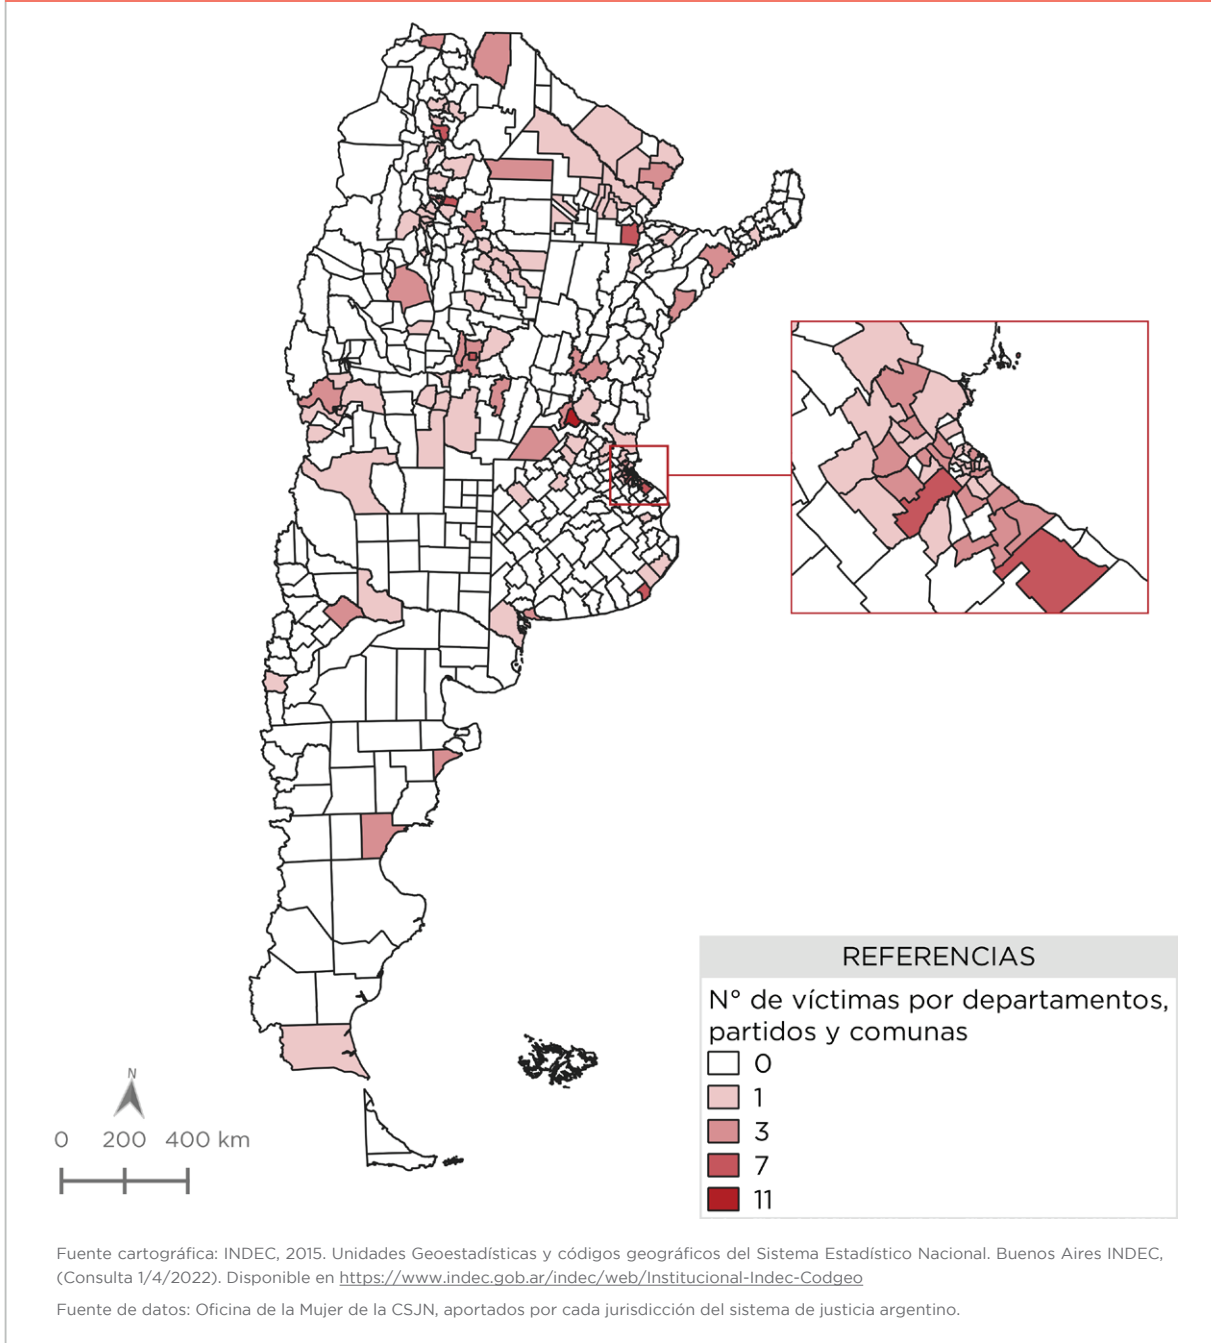 REFERENCIAS
N° de víctimas por departamentos,
partidos y comunas
0
1
3
7
11
N
0 200 400 km
Fuente cartográfica: INDEC, 2015. Unidades Geoestadísticas y códigos geográficos del Sistema Estadístico Nacional. Buenos Aires INDEC,
(Consulta 1/4/2022). Disponible en https://www.indec.gob.ar/indec/web/Institucional-Indec-Codgeo
Fuente de datos: Oficina de la Mujer de la CSJN, aportados por cada jurisdicción del sistema de justicia argentino.